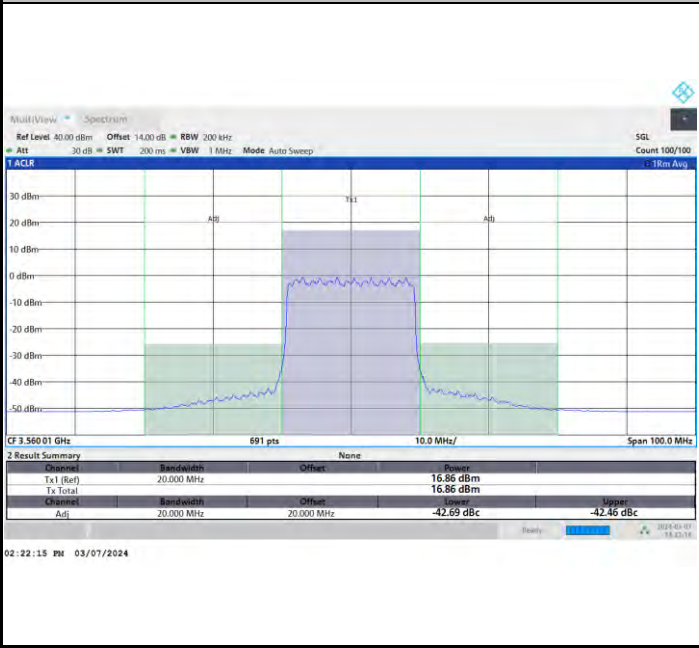 MultiView Spectrum
Ref Level 40.00 dBm Offset 14.00 dB RBW 200 kHz SGL
Att 30 dB SWT 200 ms VBW 1 MHz Mode Auto Sweep Count 100/100
1 ACLR 1Rm Avg
Tx1
30 dBm
Adj Adj
20 dBm
10 dBm
0 dBm
-10 dBm
-20 dBm
-30 dBm
-40 dBm
-50 dBm
CF 3.560 01 GHz 691 pts 10.0 MHz/ Span 100.0 MHz
2 Result Summary None
Channel Bandwidth Offset Power
Tx1 (Ref) 20.000 MHz 16.86 dBm
Tx Total 16.86 dBm
Channel Bandwidth Offset Lower Upper
Adj 20.000 MHz 20.000 MHz -42.69 dBc -42.46 dBc
Ready
02:22:15 PM 03/07/2024